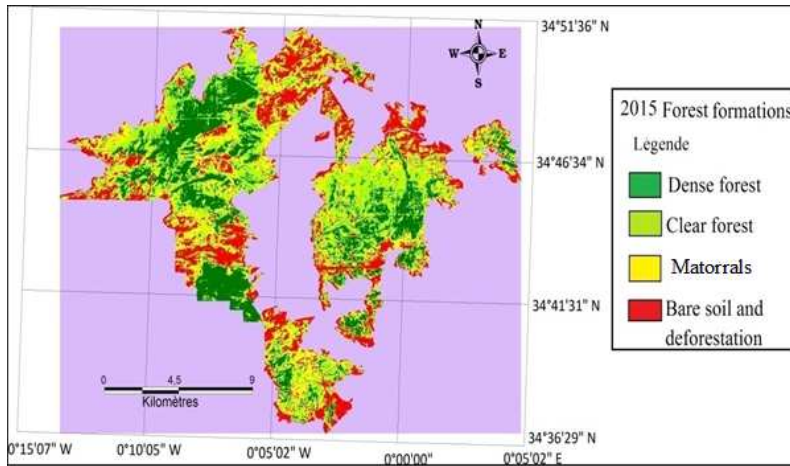 34°51'36" N
N
W E
S
2015 Forest formations
Légende
34°46'34" N
Dense forest
Clear forest
Matorrals
34°41'31" N
Bare soil and
deforestation
0 4,5 9
Kilomètres
34°36'29" N
0°15'07" W 0°10'05" W 0°05'02" W 0°00'00" 0°05'02" E